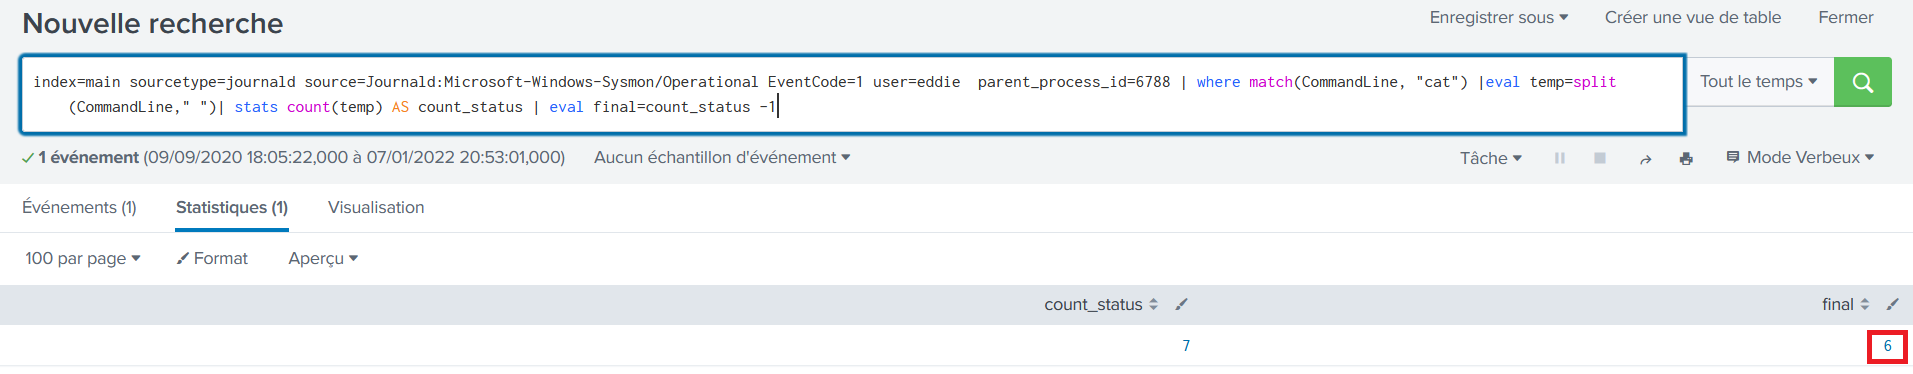 Nouvelle recherche
Enregistrer sous Créer une vue de table Fermer
index=main sourcetype=journald source=Journald:Microsoft-Windows-Sysmon/Operational EventCode=1 user=eddie  parent_process_id=6788 | where match(CommandLine, "cat") |eval temp=split
(CommandLine," ")| stats count(temp) AS count_status | eval final=count_status -1
Tout le temps
1 événement (09/09/2020 18:05:22,000 à 07/01/2022 20:53:01,000) Aucun échantillon d'événement Tâche Mode Verbeux
Événements (1) Statistiques (1) Visualisation
100 par page Format Aperçu
count_status final
7 6